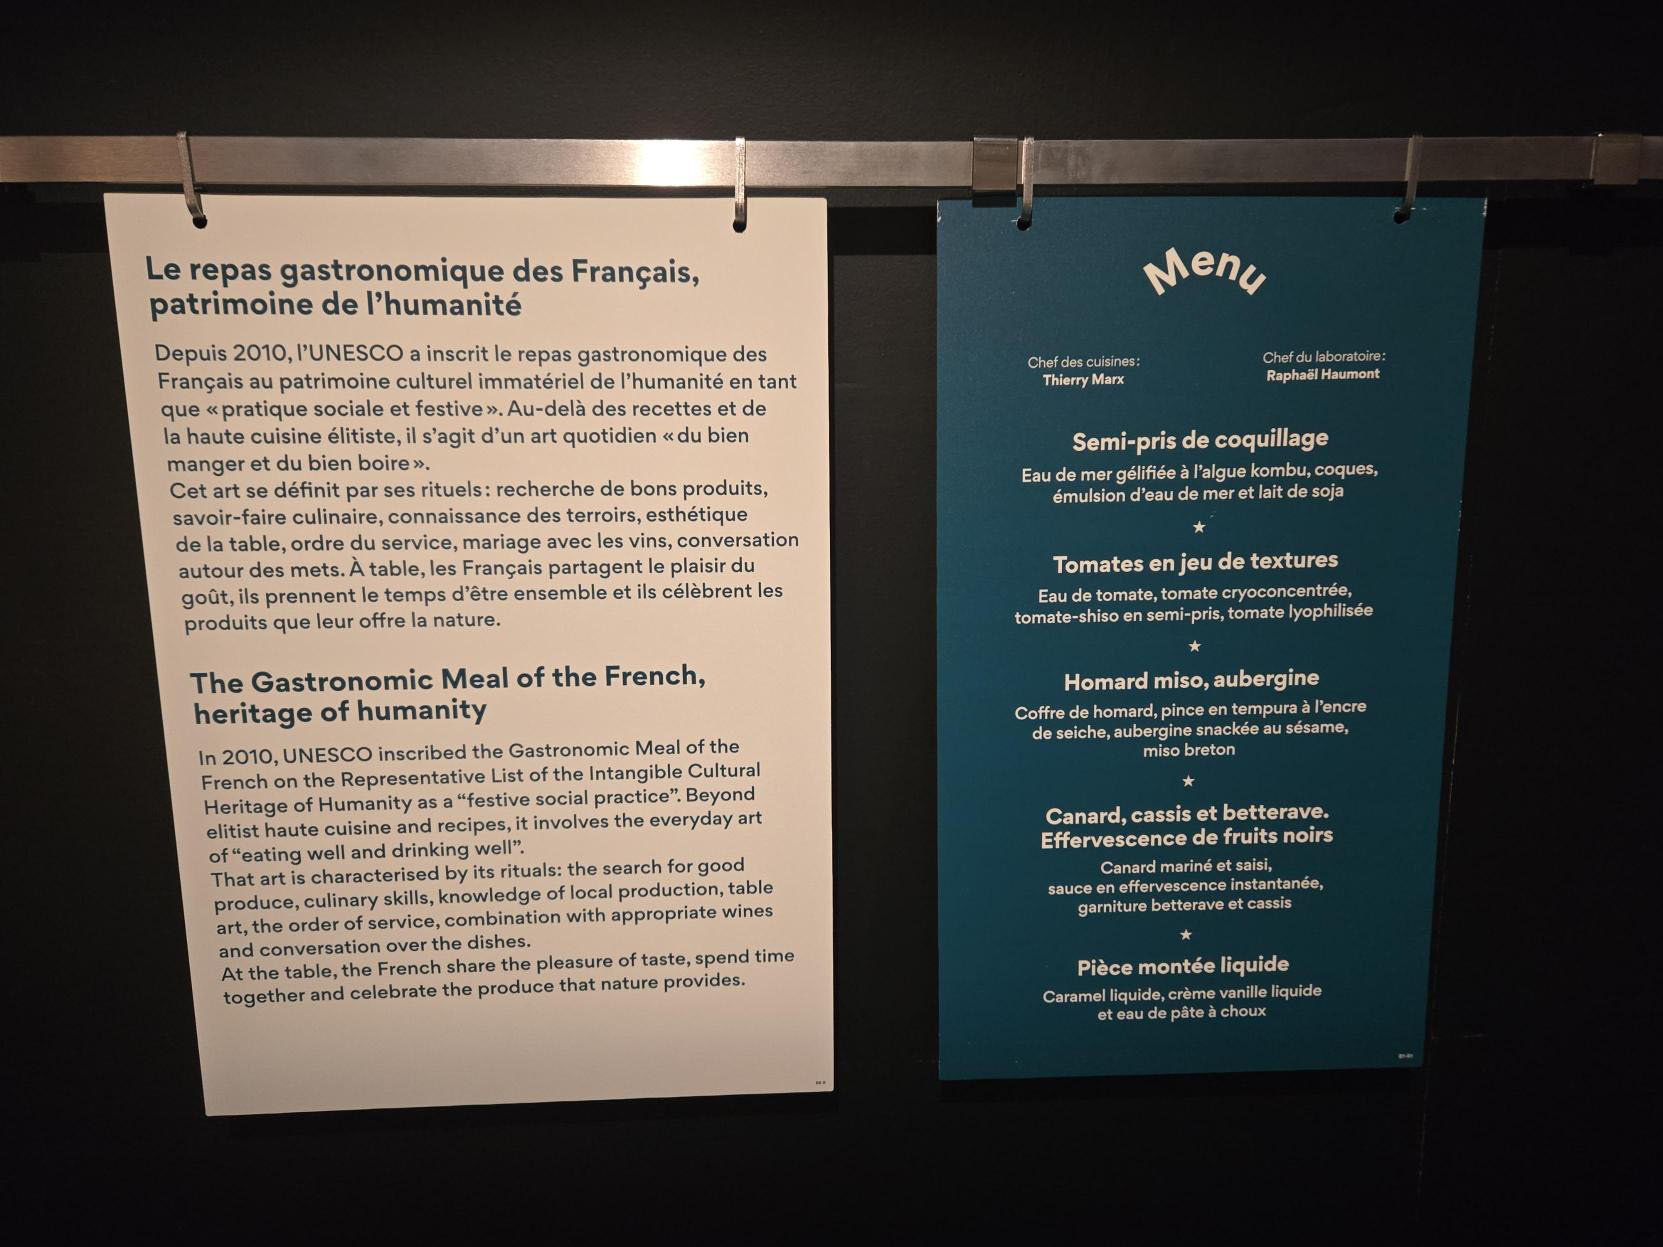 Le repas gastronomique des Français,
patrimoine de l'humanité
Depuis 2010, l'UNESCO a inscrit le repas gastronomique des
Français au patrimoine culturel immatériel de l'humanité en tant
que « pratique sociale et festive ». Au-delà des recettes et de
la haute cuisine élitiste, il s'agit d'un art quotidien « du bien
manger et du bien boire ».
Cet art se définit par ses rituels : recherche de bons produits,
savoir-faire culinaire, connaissance des terroirs, esthétique
de la table, ordre du service, mariage avec les vins, conversation
autour des mets. À table, les Français partagent le plaisir du
goût, ils prennent le temps d'être ensemble et ils célèbrent les
produits que leur offre la nature.
The Gastronomic Meal of the French,
heritage of humanity
In 2010, UNESCO inscribed the Gastronomic Meal of the
French on the Representative List of the Intangible Cultural
Heritage of Humanity as a “festive social practice”. Beyond
elitist haute cuisine and recipes, it involves the everyday art
of “eating well and drinking well”.
That art is characterised by its rituals: the search for good
produce, culinary skills, knowledge of local production, table
art, the order of service, combination with appropriate wines
and conversation over the dishes.
At the table, the French share the pleasure of taste, spend time
together and celebrate the produce that nature provides.
Menu
Chef des cuisines :
Thierry Marx
Chef du laboratoire :
Raphaël Haumont
Semi-pris de coquillage
Eau de mer gélifiée à l'algue kombu, coques,
émulsion d'eau de mer et lait de soja
Tomates en jeu de textures
Eau de tomate, tomate cryoconcentrée,
tomate-shiso en semi-pris, tomate lyophilisée
Homard miso, aubergine
Coffre de homard, pince en tempura à l'encre
de seiche, aubergine snackée au sésame,
miso breton
Canard, cassis et betterave.
Effervescence de fruits noirs
Canard mariné et saisi,
sauce en effervescence instantanée,
garniture betterave et cassis
Pièce montée liquide
Caramel liquide, crème vanille liquide
et eau de pâte à choux